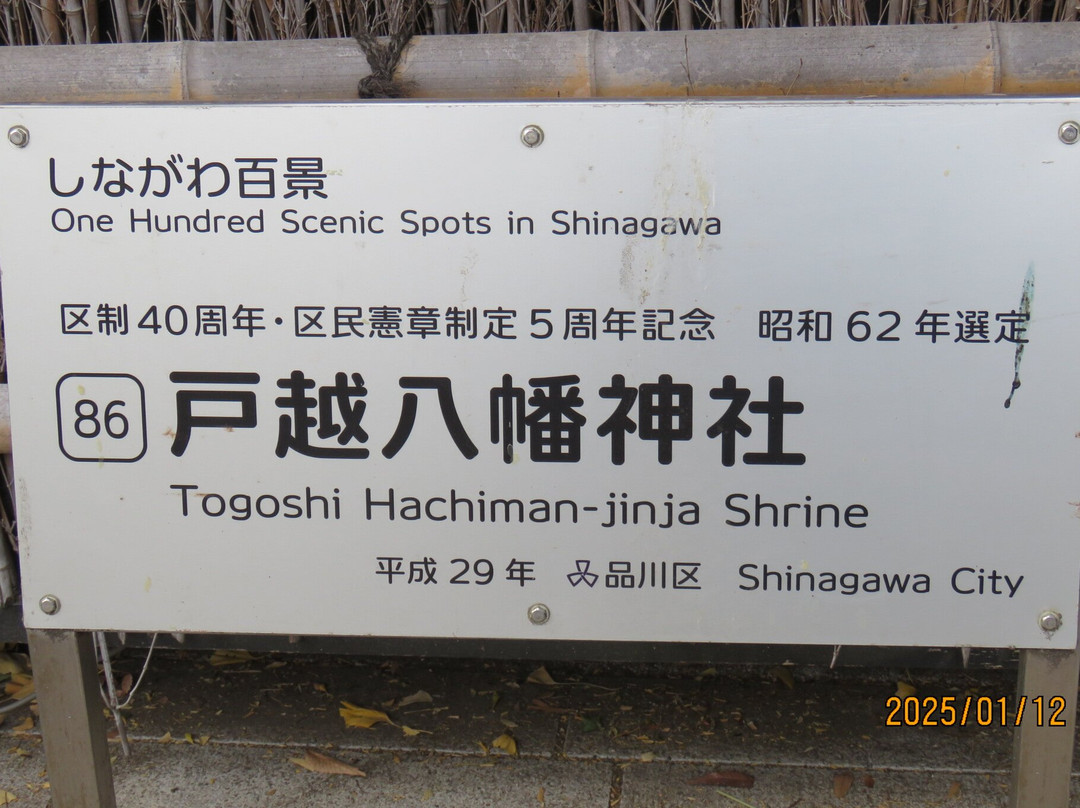 しながわ百景
One Hundred Scenic Spots in Shinagawa
区制40周年・区民憲章制定5周年記念 昭和62年選定
86 戸越八幡神社
Togoshi Hachiman-jinja Shrine
平成29年 品川区 Shinagawa City
2025/01/12